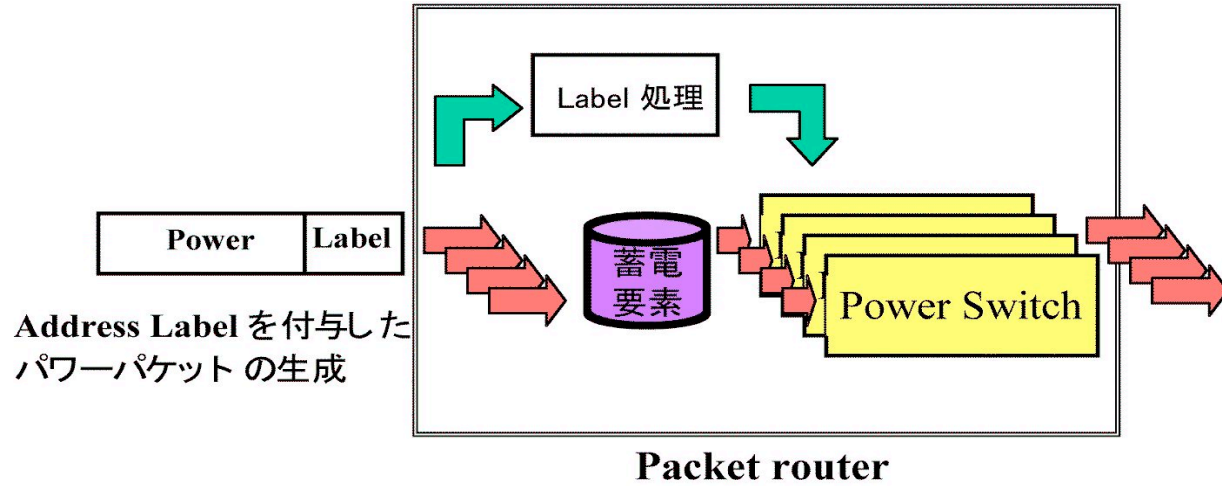 Label 処理
Power Label
蓄電
要素
Power Switch
Address Label を付与した
パワーパケット の生成
Packet router